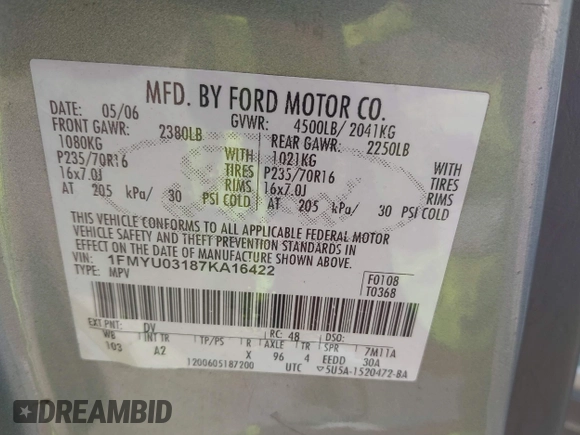 MFD. BY FORD MOTOR CO.
DATE: 05/06 GVWR: 4500LB/ 2041KG
FRONT GAWR: 2380LB REAR GAWR: 2250LB
1080KG WITH 1021KG WITH
P235/70R16 TIRES P235/70R16 TIRES
16x7.0J RIMS 16x7.0J RIMS
AT 205 kPa/ 30 PSI COLD AT 205 kPa/ 30 PSI COLD
THIS VEHICLE CONFORMS TO ALL APPLICABLE FEDERAL MOTOR
VEHICLE SAFETY AND THEFT PREVENTION STANDARDS IN
EFFECT ON THE DATE OF MANUFACTURE SHOWN ABOVE.
VIN: 1FMYU03187KA16422
TYPE: MPV
F0108
T0368
EXT PNT: DV RC: 48 DSO:
WB INT TR TP/PS R AXLE TR SPR 7M11A
103 A2 X 96 4 EEDD 30A
1200605187200 UTC 5U5A-1520472-BA
DREAMBID